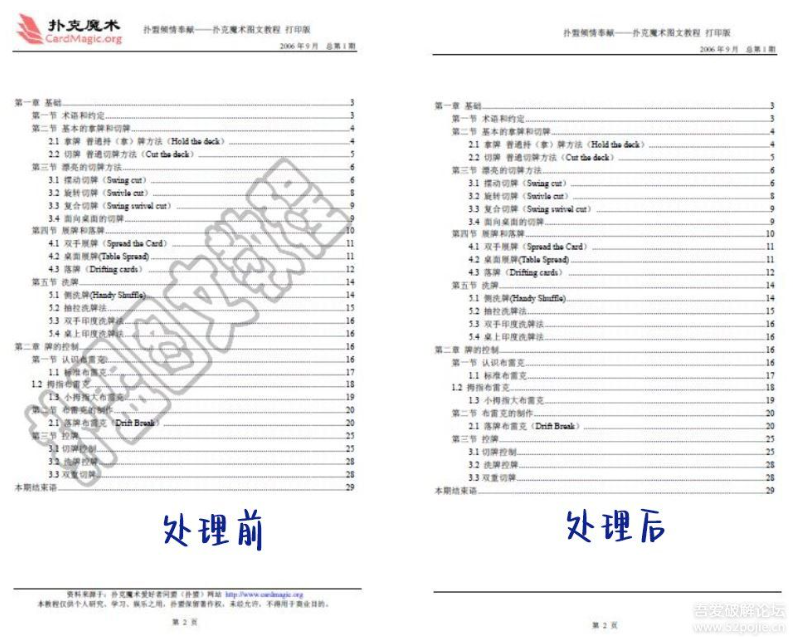 扑克魔术
CardMagic.org
扑盟倾情奉献——扑克魔术图文教程 打印版
2006 年 9 月 总第 1 期
第一章 基础 3
第一节 术语和约定 3
第二节 基本的拿牌和切牌 4
2.1 拿牌 普通持（拿）牌方法（Hold the deck） 4
2.2 切牌 普通切牌方法（Cut the deck） 5
第三节 漂亮的切牌方法 6
3.1 摆动切牌（Swing cut） 6
3.2 旋转切牌（Swivle cut） 8
3.3 复合切牌（Swing swivel cut） 9
3.4 面向桌面的切牌 9
第四节 展牌和落牌 10
4.1 双手展牌（Spread the Card） 11
4.2 桌面展牌(Table Spread) 11
4.3 落牌（Drifting cards） 12
第五节 洗牌 14
5.1 侧洗牌(Handy Shuffle) 14
5.2 抽拉洗牌法 15
5.3 双手印度洗牌法 16
5.4 桌上印度洗牌法 16
第二章 牌的控制 16
第一节 认识布雷克 16
1.1 标准布雷克 17
1.2 拇指布雷克 18
1.3 小拇指大布雷克 19
第二节 布雷克的制作 20
2.1 落牌布雷克（Drift Break） 20
第三节 控牌 25
3.1 切牌控制 25
3.2 洗牌控牌 28
3.3 双重切牌 28
本期结束语 29
扑盟图文教程
处理前
资料来源于：扑克魔术爱好者同盟（扑盟）网站 http://www.cardmagic.org
本教程仅供个人研究、学习、娱乐之用，扑盟保留著作权，未经允许，不得用于商业目的。
第 2 页
扑盟倾情奉献——扑克魔术图文教程 打印版
2006 年 9 月 总第 1 期
第一章 基础 3
第一节 术语和约定 3
第二节 基本的拿牌和切牌 4
2.1 拿牌 普通持（拿）牌方法（Hold the deck） 4
2.2 切牌 普通切牌方法（Cut the deck） 5
第三节 漂亮的切牌方法 6
3.1 摆动切牌（Swing cut） 6
3.2 旋转切牌（Swivle cut） 8
3.3 复合切牌（Swing swivel cut） 9
3.4 面向桌面的切牌 9
第四节 展牌和落牌 10
4.1 双手展牌（Spread the Card） 11
4.2 桌面展牌(Table Spread) 11
4.3 落牌（Drifting cards） 12
第五节 洗牌 14
5.1 侧洗牌(Handy Shuffle) 14
5.2 抽拉洗牌法 15
5.3 双手印度洗牌法 16
5.4 桌上印度洗牌法 16
第二章 牌的控制 16
第一节 认识布雷克 16
1.1 标准布雷克 17
1.2 拇指布雷克 18
1.3 小拇指大布雷克 19
第二节 布雷克的制作 20
2.1 落牌布雷克（Drift Break） 20
第三节 控牌 25
3.1 切牌控制 25
3.2 洗牌控牌 28
3.3 双重切牌 28
本期结束语 29
处理后
第 2 页
吾爱破解论坛
www.52pojie.cn